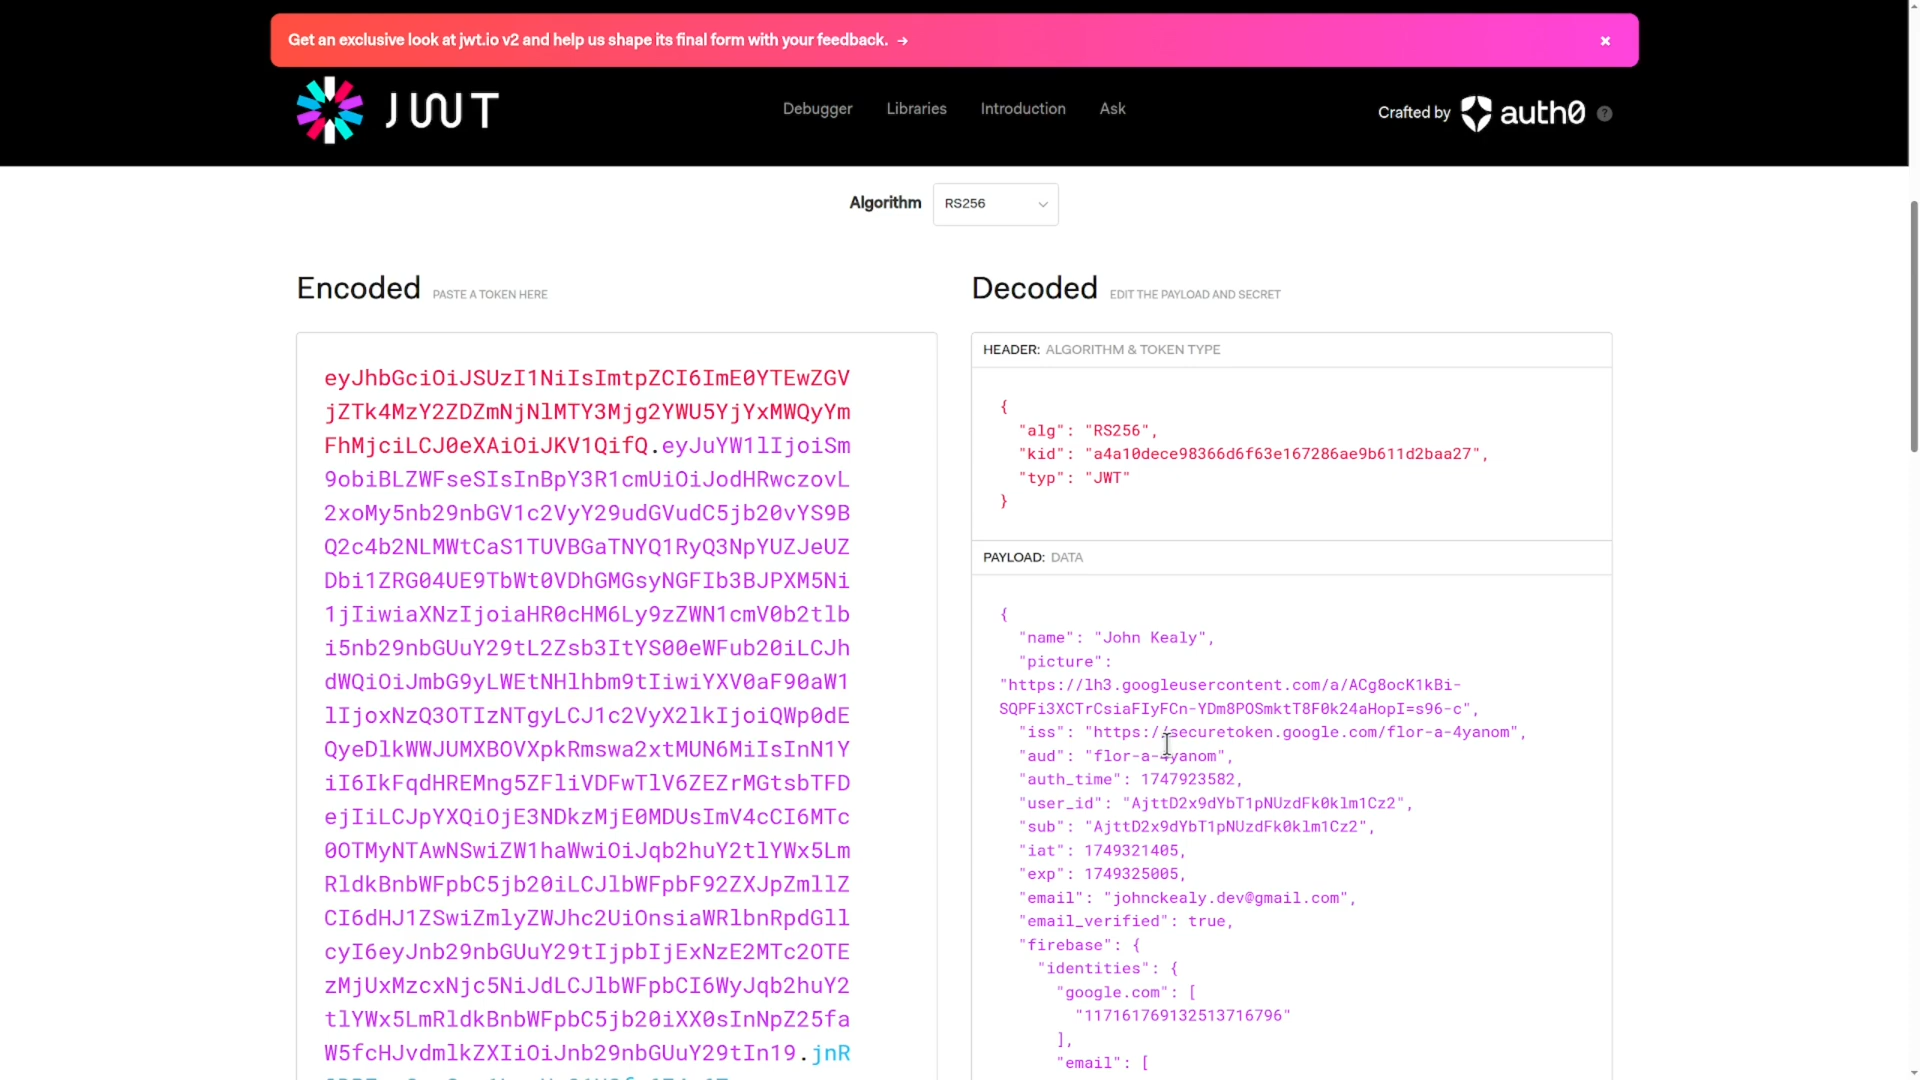 Get an exclusive look at jwt.io v2 and help us shape its final form with your feedback. →
×
JWT
Debugger
Libraries
Introduction
Ask
Crafted by auth0 ?
Algorithm RS256
Encoded PASTE A TOKEN HERE
eyJhbGciOiJSUzI1NiIsImtpZCI6ImE0YTEwZGV
jZTk4MzY2ZDZmNjNlMTY3Mjg2YWU5YjYxMWQyYm
FhMjciLCJ0eXAiOiJKV1QifQ.eyJuYW1lIjoiSm
9obiBLZWFseSIsInBpY3R1cmUiOiJodHRwczovL
2xoMy5nb29nbGV1c2VyY29udGVudC5jb20vYS9B
Q2c4b2NLMWtCaS1TUVBGaTNYQ1RyQ3NpYUZJeUZ
Dbi1ZRG04UE9TbWt0VDhGMGsyNGFIb3BJPXM5Ni
1jIiwiaXNzIjoiaHR0cHM6Ly9zZWN1cmV0b2tlb
i5nb29nbGUuY29tL2Zsb3ItYS00eWFub20iLCJh
dWQiOiJmbG9yLWEtNHlhbm9tIiwiYXV0aF90aW1
lIjoxNzQ3OTIzNTgyLCJ1c2VyX2lkIjoiQWp0dE
QyeDlkWWJUMXBOVXpkRmswa2xtMUN6MiIsInN1Y
iI6IkFqdHREMng5ZFliVDFwTlV6ZEZrMGtsbTFD
ejIiLCJpYXQiOjE3NDkzMjE0MDUsImV4cCI6MTc
0OTMyNTAwNSwiZW1haWwiOiJqb2huY2tlYWx5Lm
RldkBnbWFpbC5jb20iLCJlbWFpbF92ZXJpZmllZ
CI6dHJ1ZSwiZmlyZWJhc2UiOnsiaWRlbnRpdGll
cyI6eyJnb29nbGUuY29tIjpbIjExNzE2MTc2OTE
zMjUxMzcxNjc5NiJdLCJlbWFpbCI6WyJqb2huY2
tlYWx5LmRldkBnbWFpbC5jb20iXX0sInNpZ25fa
W5fcHJvdmlkZXIiOiJnb29nbGUuY29tIn19.jnR
Decoded EDIT THE PAYLOAD AND SECRET
HEADER: ALGORITHM & TOKEN TYPE
{
"alg": "RS256",
"kid": "a4a10dece98366d6f63e167286ae9b611d2baa27",
"typ": "JWT"
}
PAYLOAD: DATA
{
"name": "John Kealy",
"picture":
"https://lh3.googleusercontent.com/a/ACg8ocK1kBi-
SQPFi3XCTrCsiaFIyFCn-YDm8POSmktT8F0k24aHopI=s96-c",
"iss": "https://securetoken.google.com/flor-a-4yanom",
"aud": "flor-a-4yanom",
"auth_time": 1747923582,
"user_id": "AjttD2x9dYbT1pNUzdFk0klm1Cz2",
"sub": "AjttD2x9dYbT1pNUzdFk0klm1Cz2",
"iat": 1749321405,
"exp": 1749325005,
"email": "johnckealy.dev@gmail.com",
"email_verified": true,
"firebase": {
"identities": {
"google.com": [
"117161769132513716796"
],
"email": [